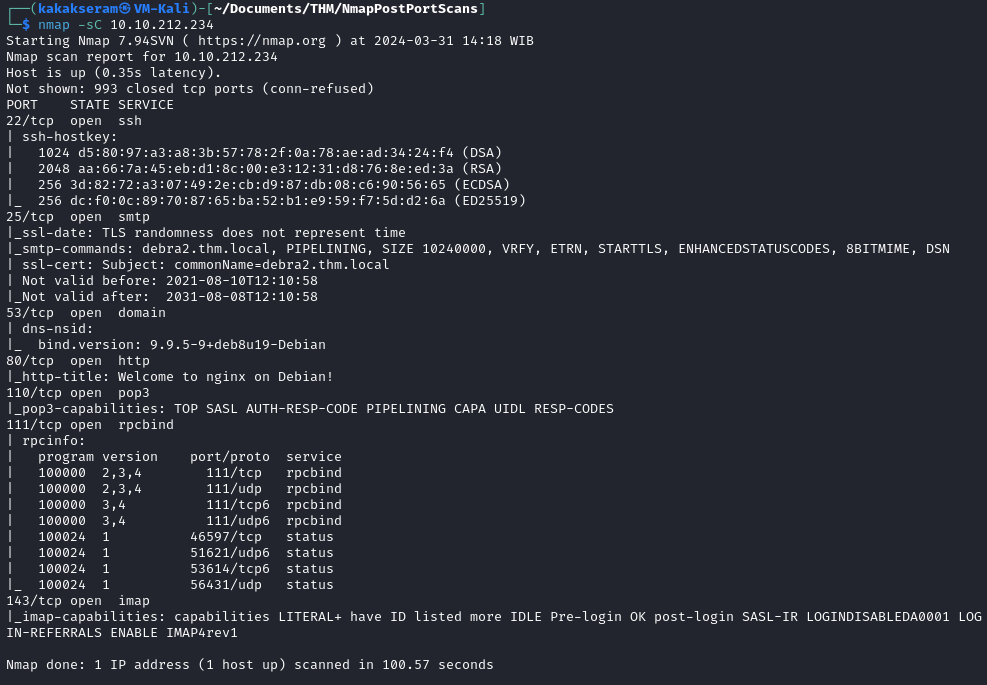 ┌──(kakakseram㉿VM-Kali)-[~/Documents/THM/NmapPostPortScans]
└─$ nmap -sC 10.10.212.234
Starting Nmap 7.94SVN ( https://nmap.org ) at 2024-03-31 14:18 WIB
Nmap scan report for 10.10.212.234
Host is up (0.35s latency).
Not shown: 993 closed tcp ports (conn-refused)
PORT    STATE SERVICE
22/tcp  open  ssh
| ssh-hostkey:
|   1024 d5:80:97:a3:a8:3b:57:78:2f:0a:78:ae:ad:34:24:f4 (DSA)
|   2048 aa:66:7a:45:eb:d1:8c:00:e3:12:31:d8:76:8e:ed:3a (RSA)
|   256 3d:82:72:a3:07:49:2e:cb:d9:87:db:08:c6:90:56:65 (ECDSA)
|_  256 dc:f0:0c:89:70:87:65:ba:52:b1:e9:59:f7:5d:d2:6a (ED25519)
25/tcp  open  smtp
|_ssl-date: TLS randomness does not represent time
|_smtp-commands: debra2.thm.local, PIPELINING, SIZE 10240000, VRFY, ETRN, STARTTLS, ENHANCEDSTATUSCODES, 8BITMIME, DSN
| ssl-cert: Subject: commonName=debra2.thm.local
| Not valid before: 2021-08-10T12:10:58
|_Not valid after:  2031-08-08T12:10:58
53/tcp  open  domain
| dns-nsid:
|_  bind.version: 9.9.5-9+deb8u19-Debian
80/tcp  open  http
|_http-title: Welcome to nginx on Debian!
110/tcp open  pop3
|_pop3-capabilities: TOP SASL AUTH-RESP-CODE PIPELINING CAPA UIDL RESP-CODES
111/tcp open  rpcbind
| rpcinfo:
|   program version    port/proto  service
|   100000  2,3,4        111/tcp   rpcbind
|   100000  2,3,4        111/udp   rpcbind
|   100000  3,4          111/tcp6  rpcbind
|   100000  3,4          111/udp6  rpcbind
|   100024  1          46597/tcp   status
|   100024  1          51621/udp6  status
|   100024  1          53614/tcp6  status
|_  100024  1          56431/udp   status
143/tcp open  imap
|_imap-capabilities: capabilities LITERAL+ have ID listed more IDLE Pre-login OK post-login SASL-IR LOGINDISABLEDA0001 LOG
IN-REFERRALS ENABLE IMAP4rev1
Nmap done: 1 IP address (1 host up) scanned in 100.57 seconds